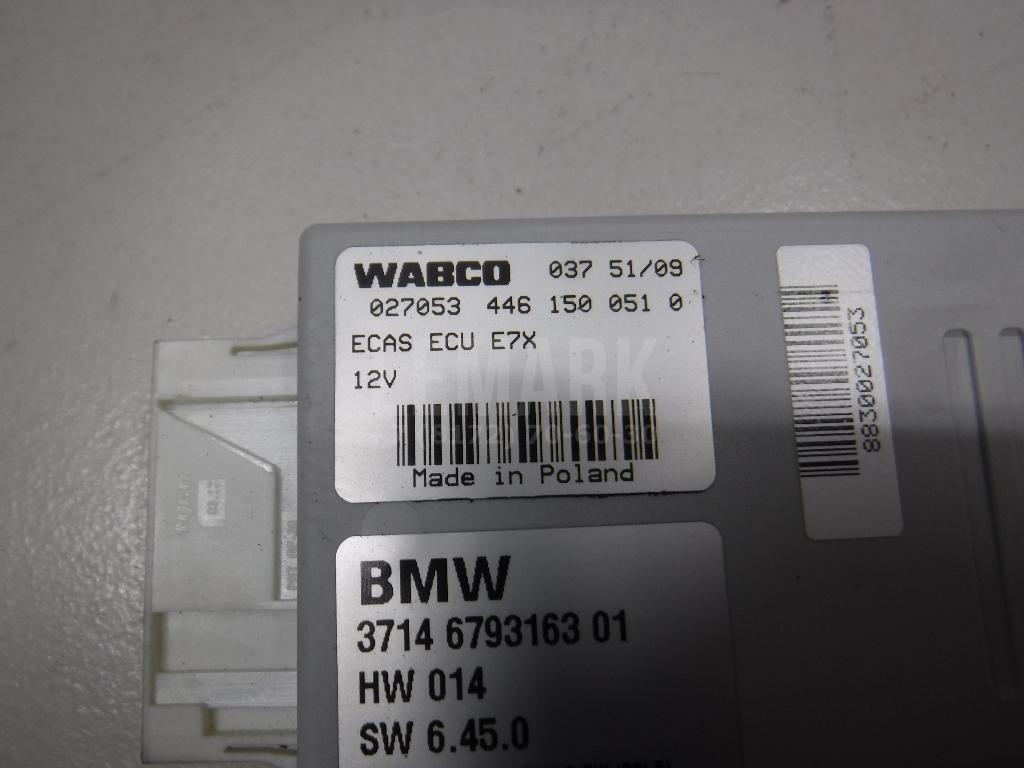 WABCO 037 51/09
027053 446 150 051 0
ECAS ECU E7X
12V
Made in Poland
BMW
3714 6793163 01
HW 014
SW 6.45.0
8830027053